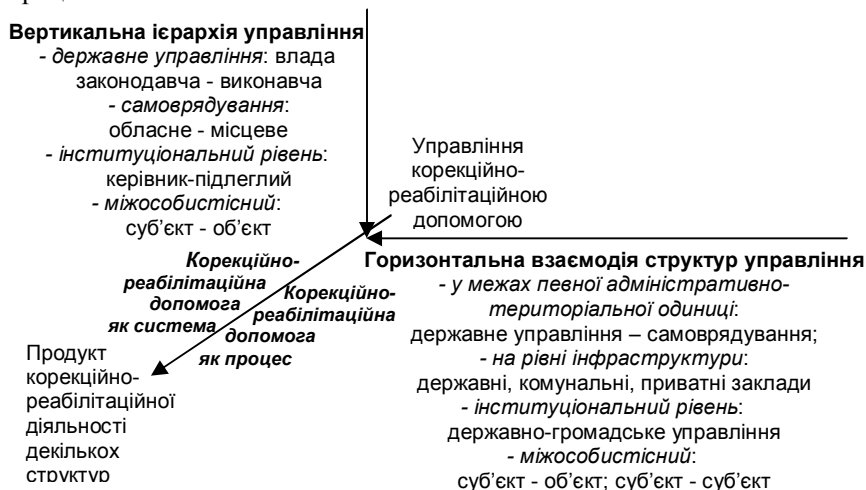 Вертикальна ієрархія управління
- державне управління: влада
законодавча - виконавча
- самоврядування:
обласне - місцеве
- інституціональний рівень:
керівник-підлеглий
- міжособистісний:
суб’єкт - об’єкт
Управління
корекційно-
реабілітаційною
допомогою
Корекційно-
реабілітаційна
допомога
як система
Корекційно-
реабілітаційна
допомога
як процес
Продукт
корекційно-
реабілітаційної
діяльності
декількох
структур
Горизонтальна взаємодія структур управління
- у межах певної адміністративно-
територіальної одиниці:
державне управління – самоврядування;
- на рівні інфраструктури:
державні, комунальні, приватні заклади
- інституціональний рівень:
державно-громадське управління
- міжособистісний:
суб’єкт - об’єкт; суб’єкт - суб’єкт